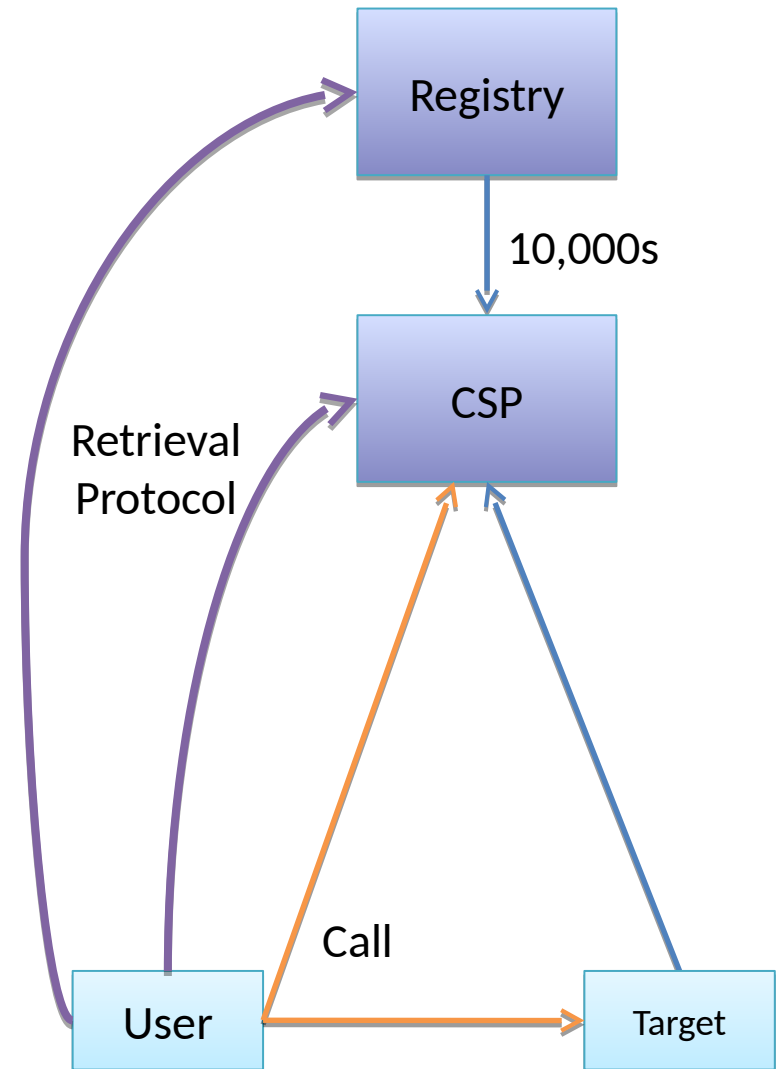 Registry
10,000s
CSP
Retrieval
Protocol
Call
User
Target